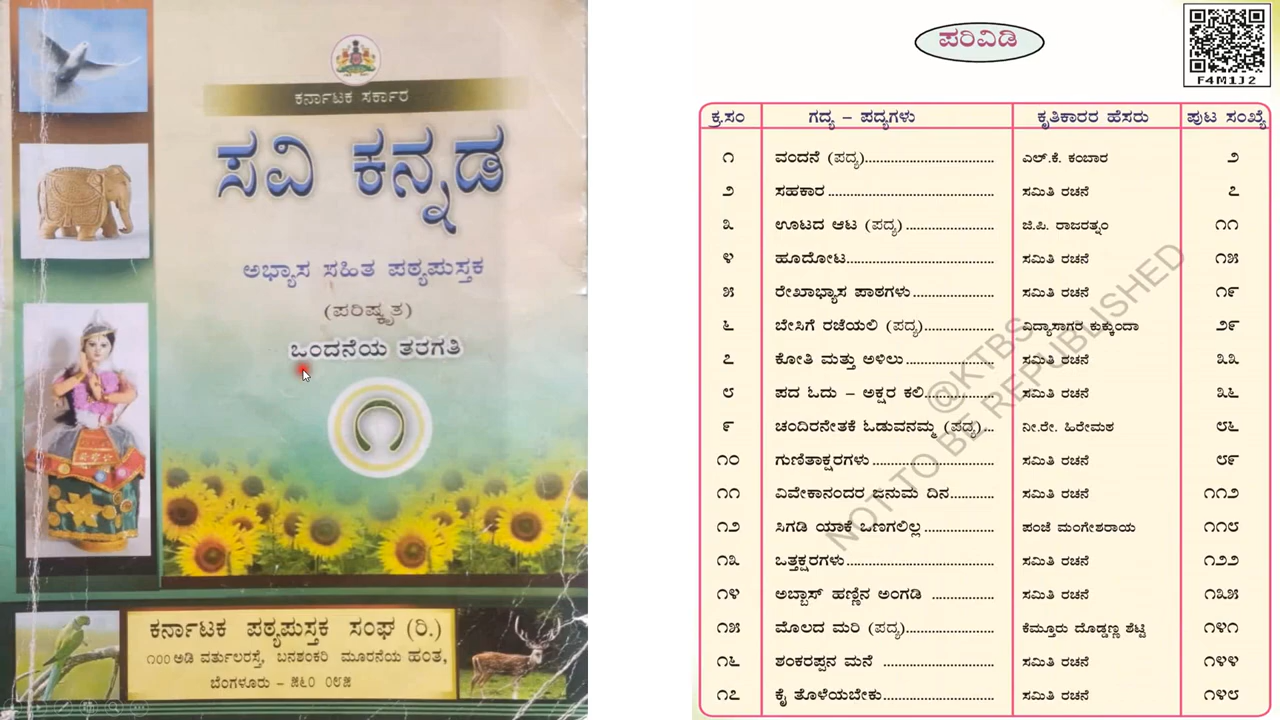 ಕರ್ನಾಟಕ ಸರ್ಕಾರ
ಸವಿ ಕನ್ನಡ
ಅಭ್ಯಾಸ ಸಹಿತ ಪಠ್ಯಪುಸ್ತಕ
(ಪರಿಷ್ಕೃತ)
ಒಂದನೆಯ ತರಗತಿ
೧
ಕರ್ನಾಟಕ ಪಠ್ಯಪುಸ್ತಕ ಸಂಘ (ರಿ.)
೧೦೦ ಅಡಿ ವರ್ತುಲರಸ್ತೆ, ಬನಶಂಕರಿ ಮೂರನೆಯ ಹಂತ,
ಬೆಂಗಳೂರು – ೫೬೦ ೦೮೫
ಪರಿವಿಡಿ
F4M1J2
ಕ್ರ.ಸಂ ಗದ್ಯ – ಪದ್ಯಗಳು ಕೃತಿಕಾರರ ಹೆಸರು ಪುಟ ಸಂಖ್ಯೆ
೧ ವಂದನೆ (ಪದ್ಯ)................................... ಎಲ್.ಕೆ. ಕಂಬಾರ ೨
೨ ಸಹಕಾರ............................................. ಸಮಿತಿ ರಚನೆ ೭
೩ ಊಟದ ಆಟ (ಪದ್ಯ)........................ ಜಿ.ಪಿ. ರಾಜರತ್ನಂ ೧೧
೪ ಹೂದೋಟ........................................ ಸಮಿತಿ ರಚನೆ ೧೫
೫ ರೇಖಾಭ್ಯಾಸ ಪಾಠಗಳು...................... ಸಮಿತಿ ರಚನೆ ೧೯
೬ ಬೇಸಿಗೆ ರಜೆಯಲಿ (ಪದ್ಯ)................... ವಿದ್ಯಾಸಾಗರ ಕುಕ್ಕುಂದಾ ೨೯
೭ ಕೋತಿ ಮತ್ತು ಅಳಿಲು........................ ಸಮಿತಿ ರಚನೆ ೩೩
೮ ಪದ ಓದು – ಅಕ್ಷರ ಕಲಿ................... ಸಮಿತಿ ರಚನೆ ೩೬
೯ ಚಂದಿರನೇತಕೆ ಓಡುವನಮ್ಮ (ಪದ್ಯ)... ನೀ.ರೇ. ಹಿರೇಮಠ ೮೬
೧೦ ಗುಣಿತಾಕ್ಷರಗಳು................................. ಸಮಿತಿ ರಚನೆ ೮೯
೧೧ ವಿವೇಕಾನಂದರ ಜನುಮ ದಿನ............ ಸಮಿತಿ ರಚನೆ ೧೧೨
೧೨ ಸಿಗಡಿ ಯಾಕೆ ಒಣಗಲಿಲ್ಲ................... ಪಂಜೆ ಮಂಗೇಶರಾಯ ೧೧೮
೧೩ ಒತ್ತಕ್ಷರಗಳು........................................ ಸಮಿತಿ ರಚನೆ ೧೨೨
೧೪ ಅಬ್ಬಾಸ್ ಹಣ್ಣಿನ ಅಂಗಡಿ ................. ಸಮಿತಿ ರಚನೆ ೧೩೫
೧೫ ಮೊಲದ ಮರಿ (ಪದ್ಯ)........................ ಕೆಮ್ತೂರು ದೊಡ್ಡಣ್ಣ ಶೆಟ್ಟಿ ೧೪೧
೧೬ ಶಂಕರಪ್ಪನ ಮನೆ .............................. ಸಮಿತಿ ರಚನೆ ೧೪೪
೧೭ ಕೈ ತೊಳೆಯಬೇಕು.............................. ಸಮಿತಿ ರಚನೆ ೧೪೮
@KTBS
NOT TO BE REPUBLISHED